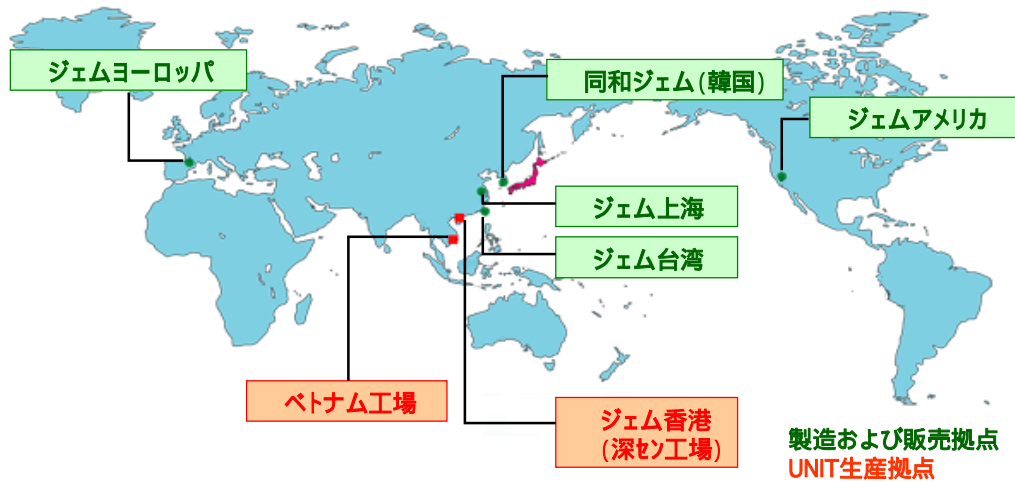 ジェムヨーロッパ
同和ジェム(韓国)
ジェムアメリカ
ジェム上海
ジェム台湾
ベトナム工場
ジェム香港
(深セン工場)
製造および販売拠点
UNIT生産拠点